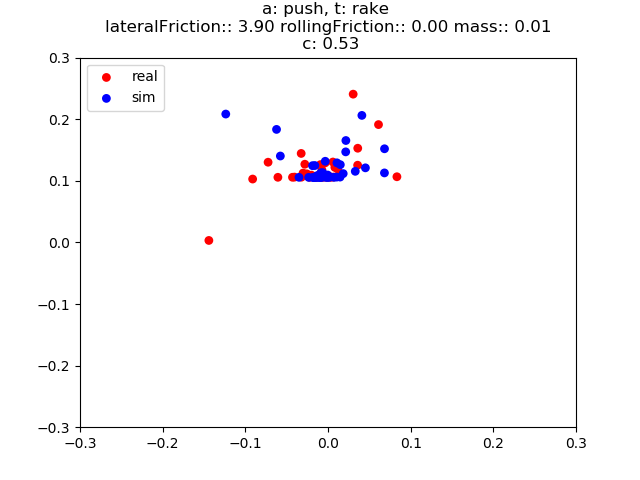 a: push, t: rake
lateralFriction:: 3.90 rollingFriction:: 0.00 mass:: 0.01
c: 0.53
real
sim
0.3
0.2
0.1
0.0
−0.1
−0.2
−0.3
−0.3 −0.2 −0.1 0.0 0.1 0.2 0.3